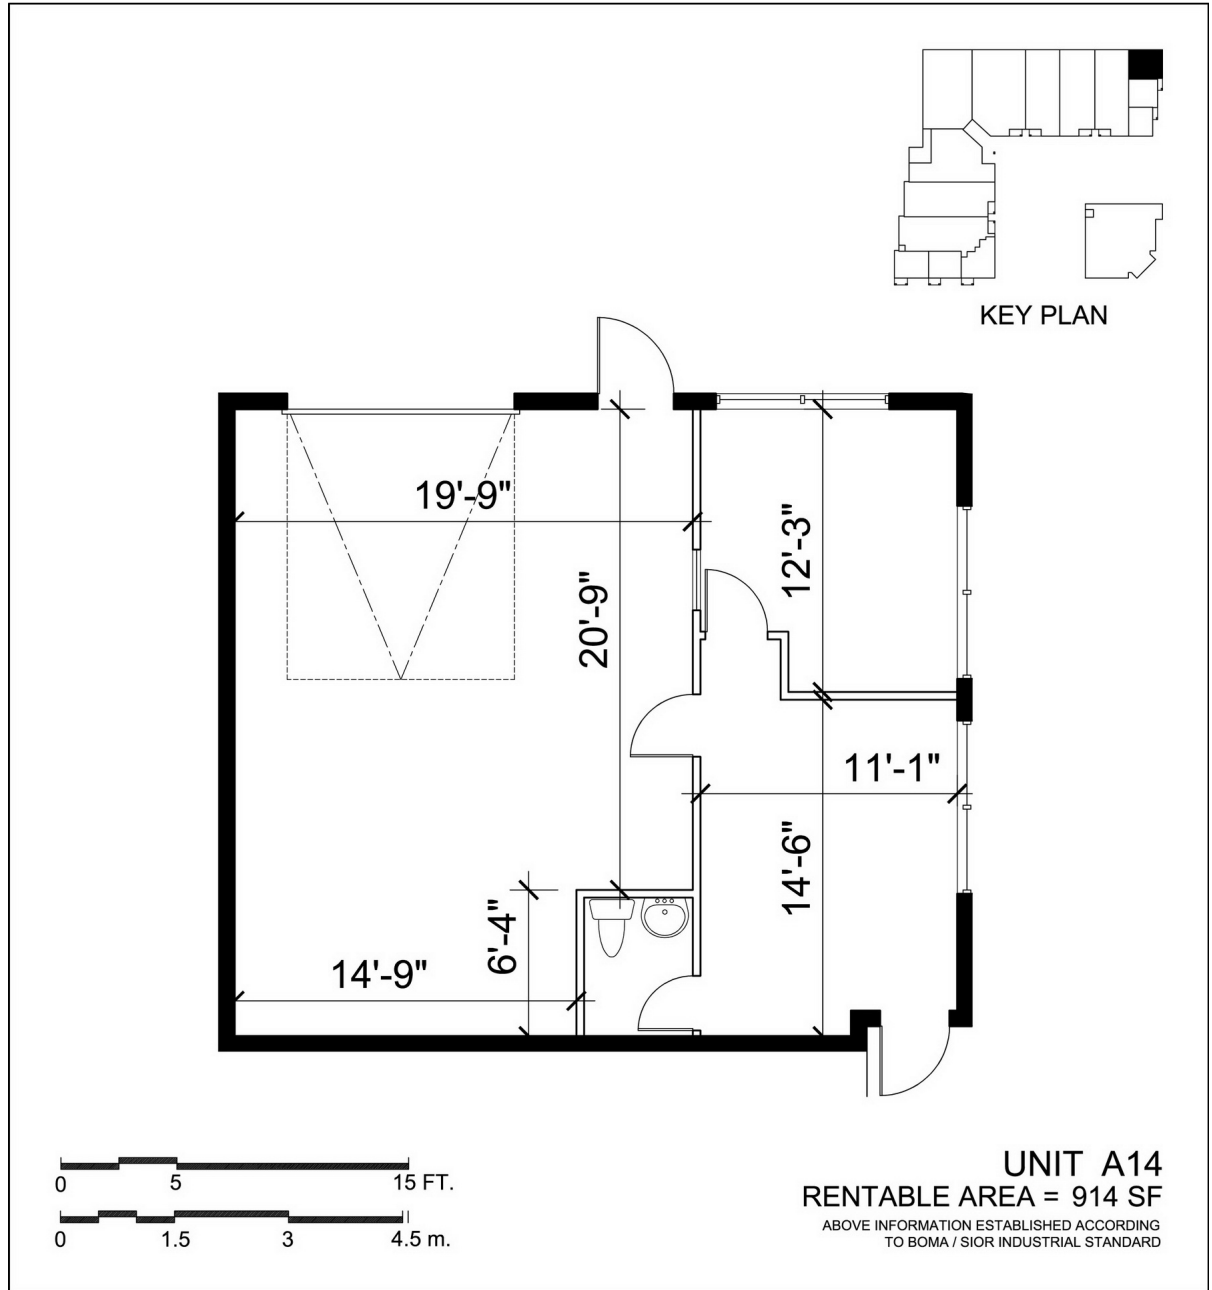 KEY PLAN
19'-9"
12'-3"
20'-9"
11'-1"
14'-6"
6'-4"
14'-9"
0 5 15 FT.
0 1.5 3 4.5 m.
UNIT A14
RENTABLE AREA = 914 SF
ABOVE INFORMATION ESTABLISHED ACCORDING
TO BOMA / SIOR INDUSTRIAL STANDARD